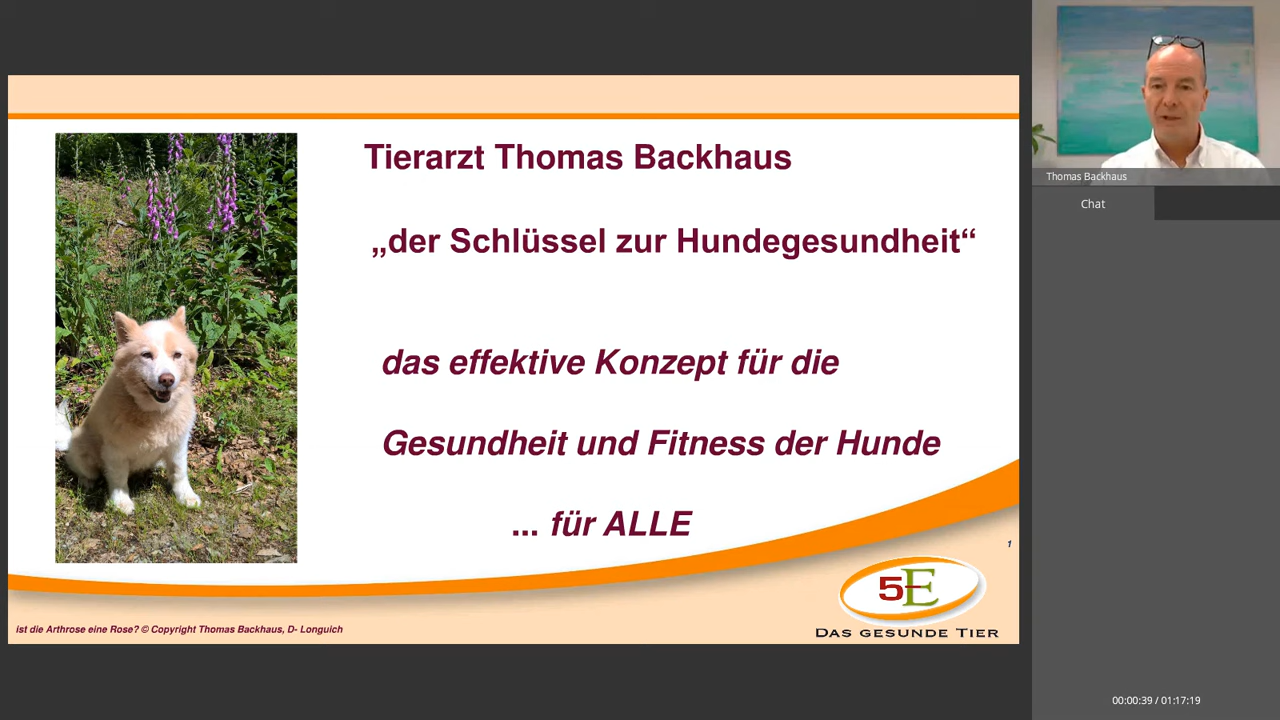 Tierarzt Thomas Backhaus
„der Schlüssel zur Hundegesundheit“
das effektive Konzept für die
Gesundheit und Fitness der Hunde
... für ALLE
1
5E
DAS GESUNDE TIER
ist die Arthrose eine Rose? © Copyright Thomas Backhaus, D- Longuich
Thomas Backhaus
Chat
00:00:39 / 01:17:19